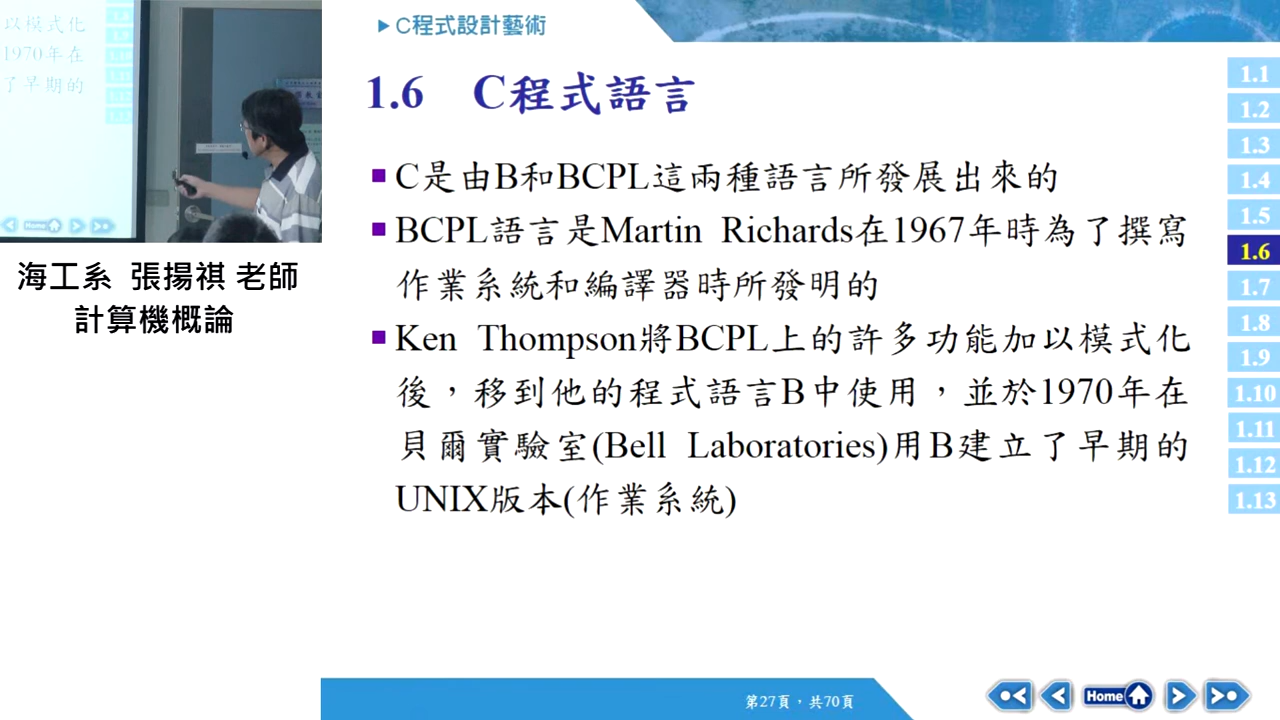 以模式化
1970年在
了早期的
Home
海工系 張揚祺 老師
計算機概論
C程式設計藝術
1.6 C程式語言
C是由B和BCPL這兩種語言所發展出來的
BCPL語言是Martin Richards在1967年時為了撰寫
作業系統和編譯器時所發明的
Ken Thompson將BCPL上的許多功能加以模式化
後，移到他的程式語言B中使用，並於1970年在
貝爾實驗室(Bell Laboratories)用B建立了早期的
UNIX版本(作業系統)
1.1
1.2
1.3
1.4
1.5
1.6
1.7
1.8
1.9
1.10
1.11
1.12
1.13
第27頁，共70頁
Home